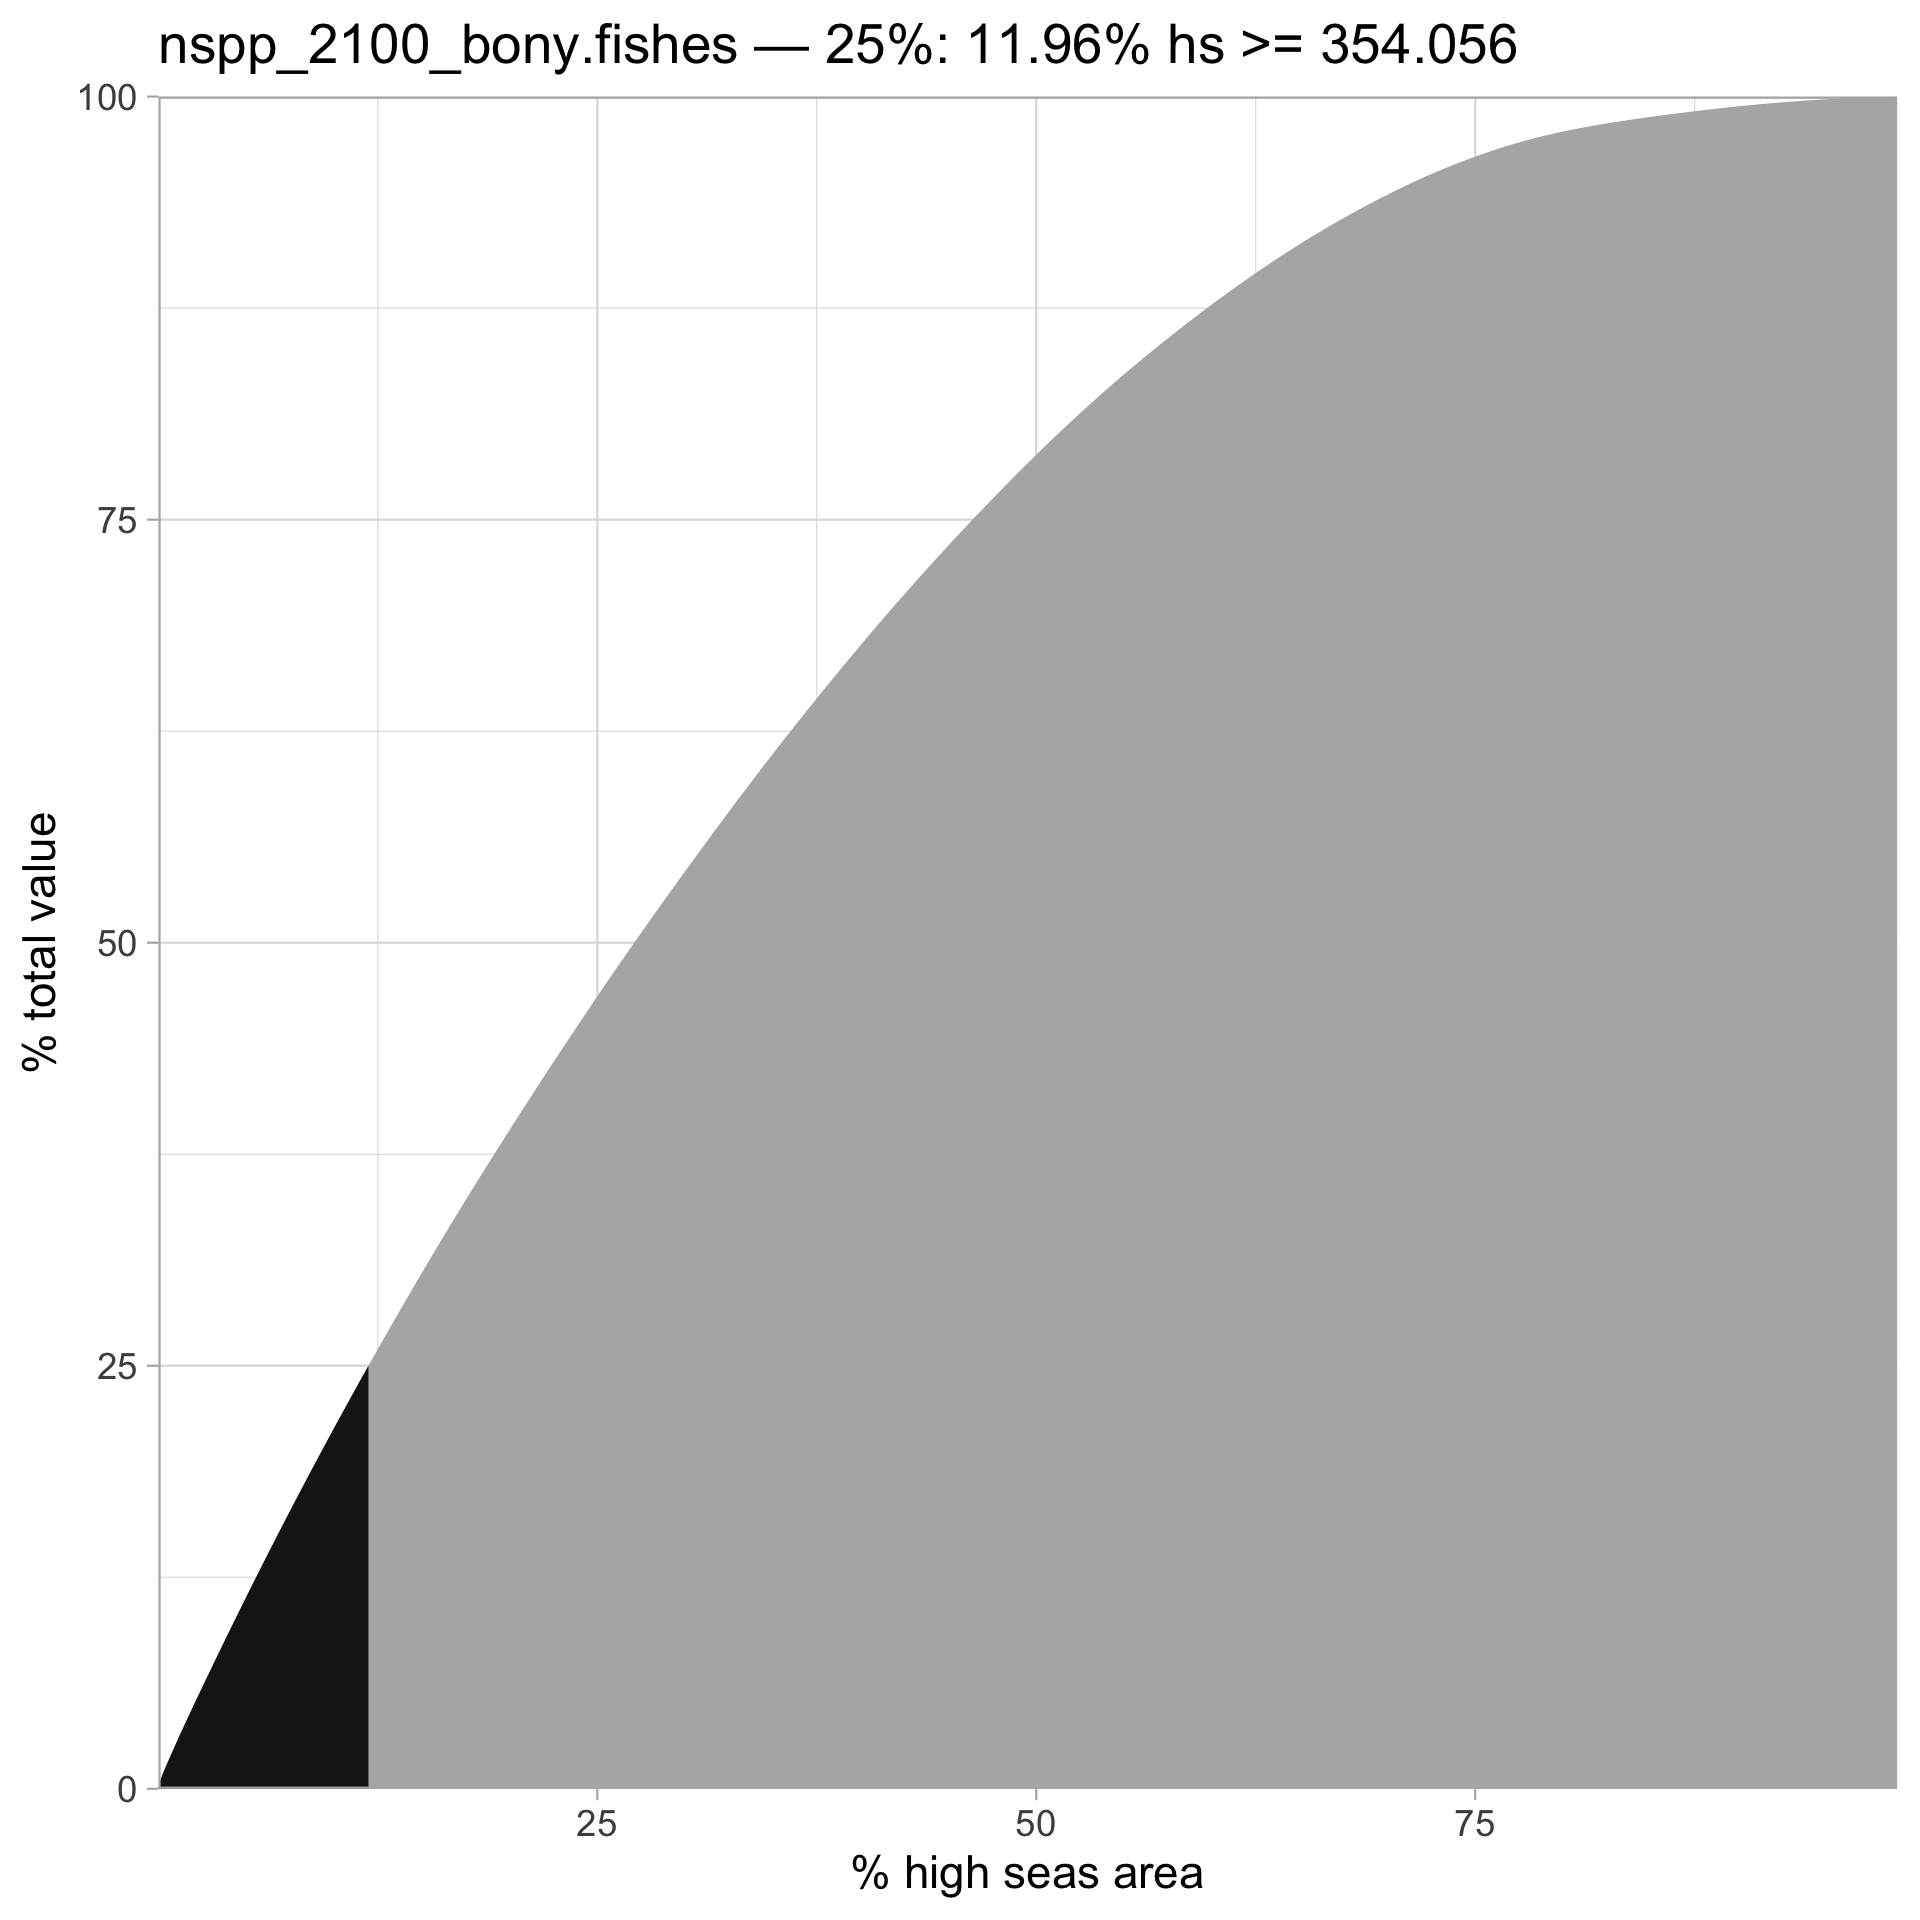 nspp_2100_bony.fishes — 25%: 11.96% hs >= 354.056
100
75
50
25
0
% total value
25
50
75
% high seas area